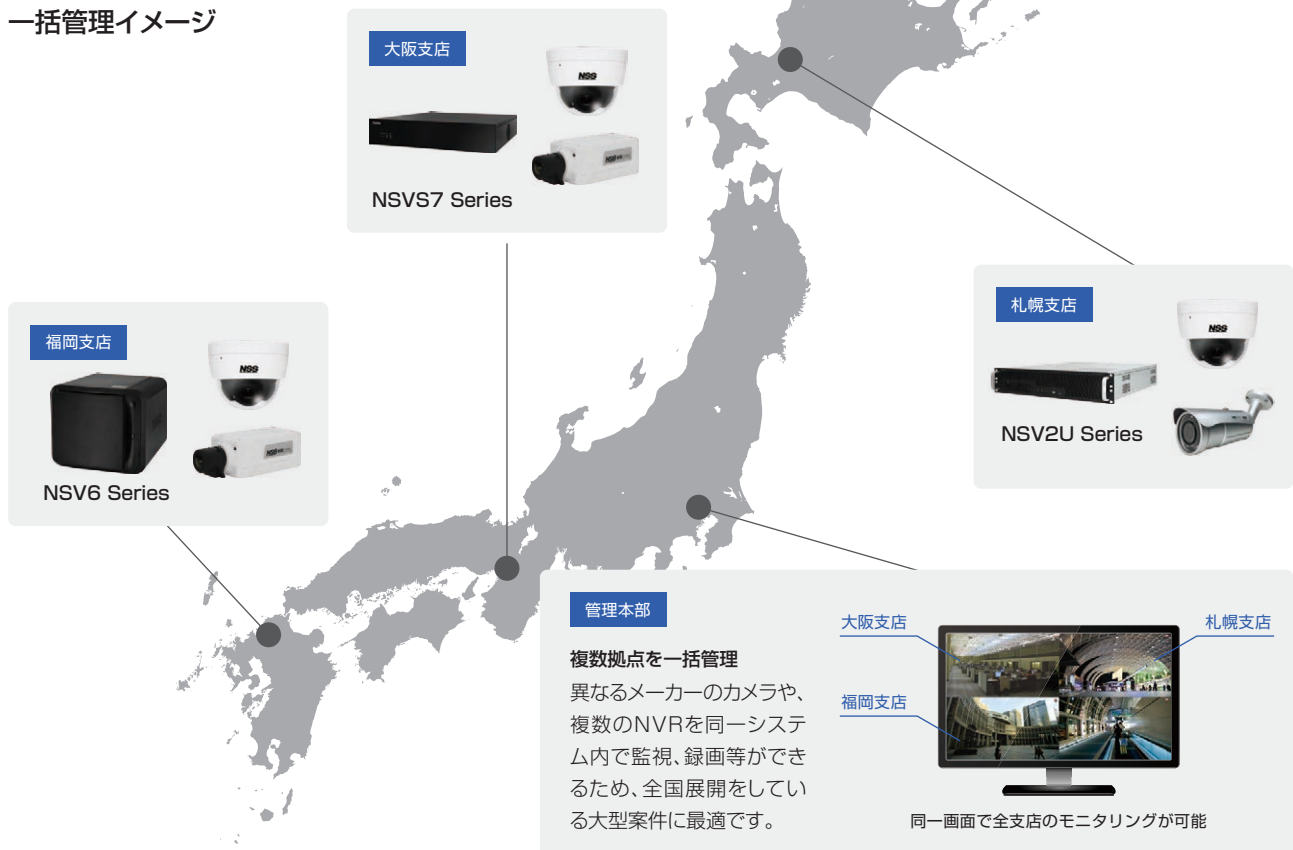 一括管理イメージ
大阪支店
NSS
NSS
NSVS7 Series
福岡支店
NSS
NSS
NSV6 Series
札幌支店
NSS
NSV2U Series
管理本部
複数拠点を一括管理
異なるメーカーのカメラや、
複数のNVRを同一システ
ム内で監視、録画等ができ
るため、全国展開をしてい
る大型案件に最適です。
大阪支店
札幌支店
福岡支店
同一画面で全支店のモニタリングが可能